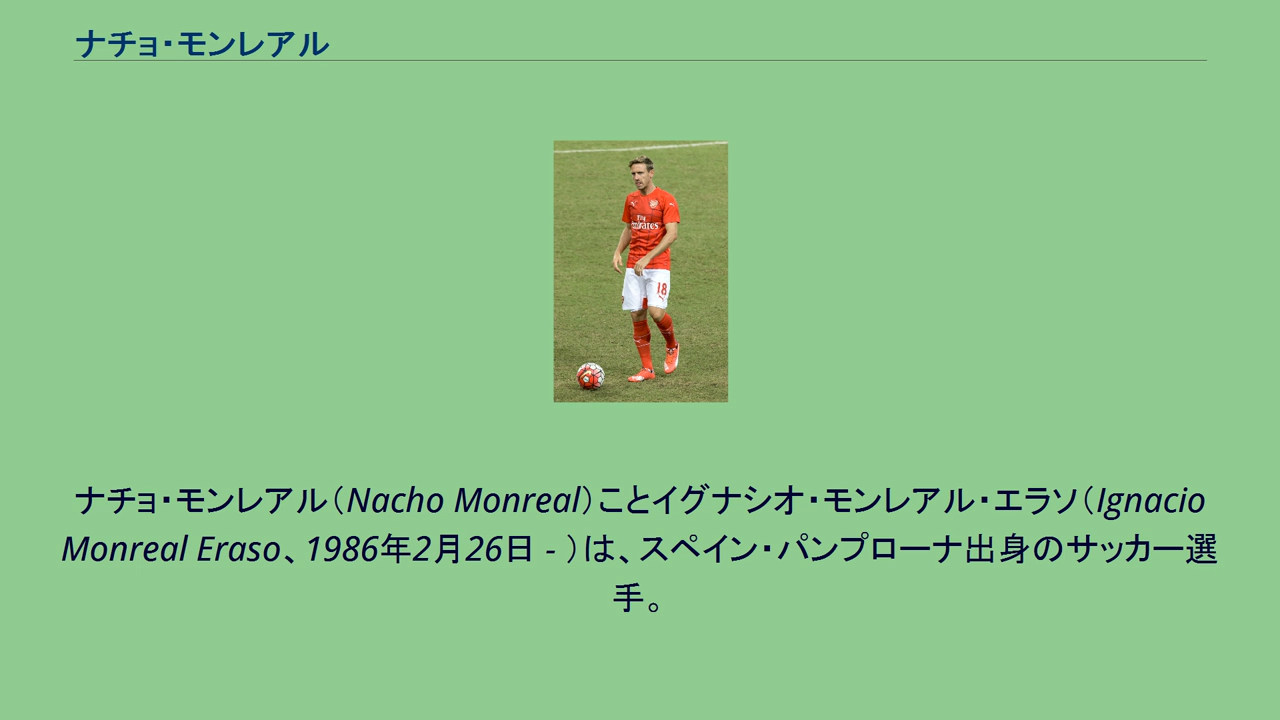 ナチョ・モンレアル
Fly
Emirates
18
ナチョ・モンレアル（Nacho Monreal）ことイグナシオ・モンレアル・エラソ（Ignacio
Monreal Eraso、1986年2月26日 - ）は、スペイン・パンプローナ出身のサッカー選
手。